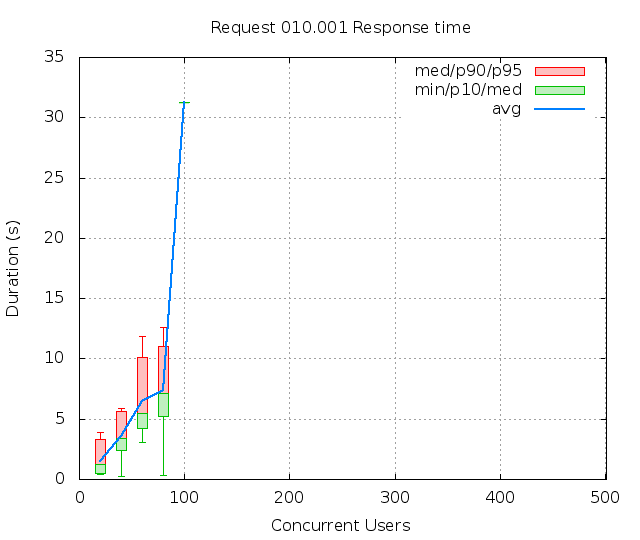 Request 010.001 Response time
35
30
25
20
15
10
5
0
Duration (s)
med/p90/p95
min/p10/med
avg
0 100 200 300 400 500
Concurrent Users